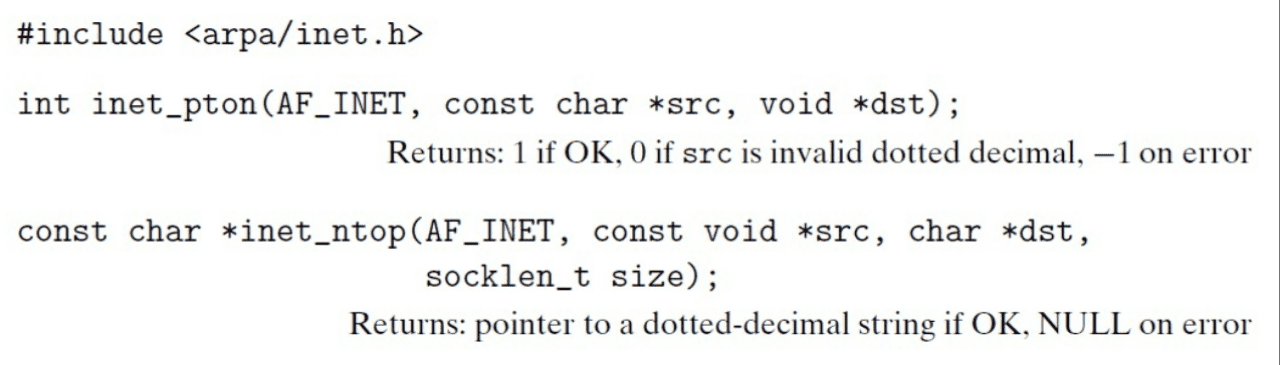 #include <arpa/inet.h>
int inet_pton(AF_INET, const char *src, void *dst);
Returns: 1 if OK, 0 if src is invalid dotted decimal, −1 on error
const char *inet_ntop(AF_INET, const void *src, char *dst,
socklen_t size);
Returns: pointer to a dotted-decimal string if OK, NULL on error